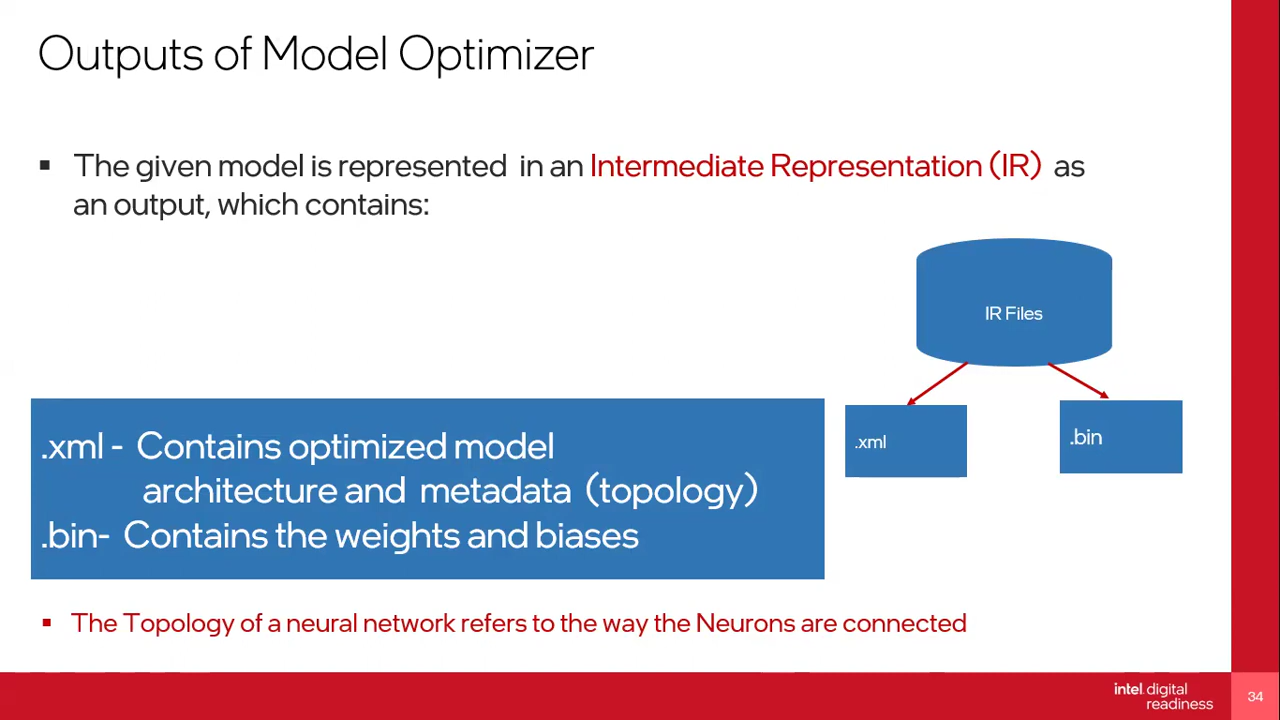 Outputs of Model Optimizer
▪ The given model is represented in an Intermediate Representation (IR) as
an output, which contains:
IR Files
.xml
.bin
.xml - Contains optimized model
architecture and metadata (topology)
.bin- Contains the weights and biases
▪ The Topology of a neural network refers to the way the Neurons are connected
intel. digital
readiness
34